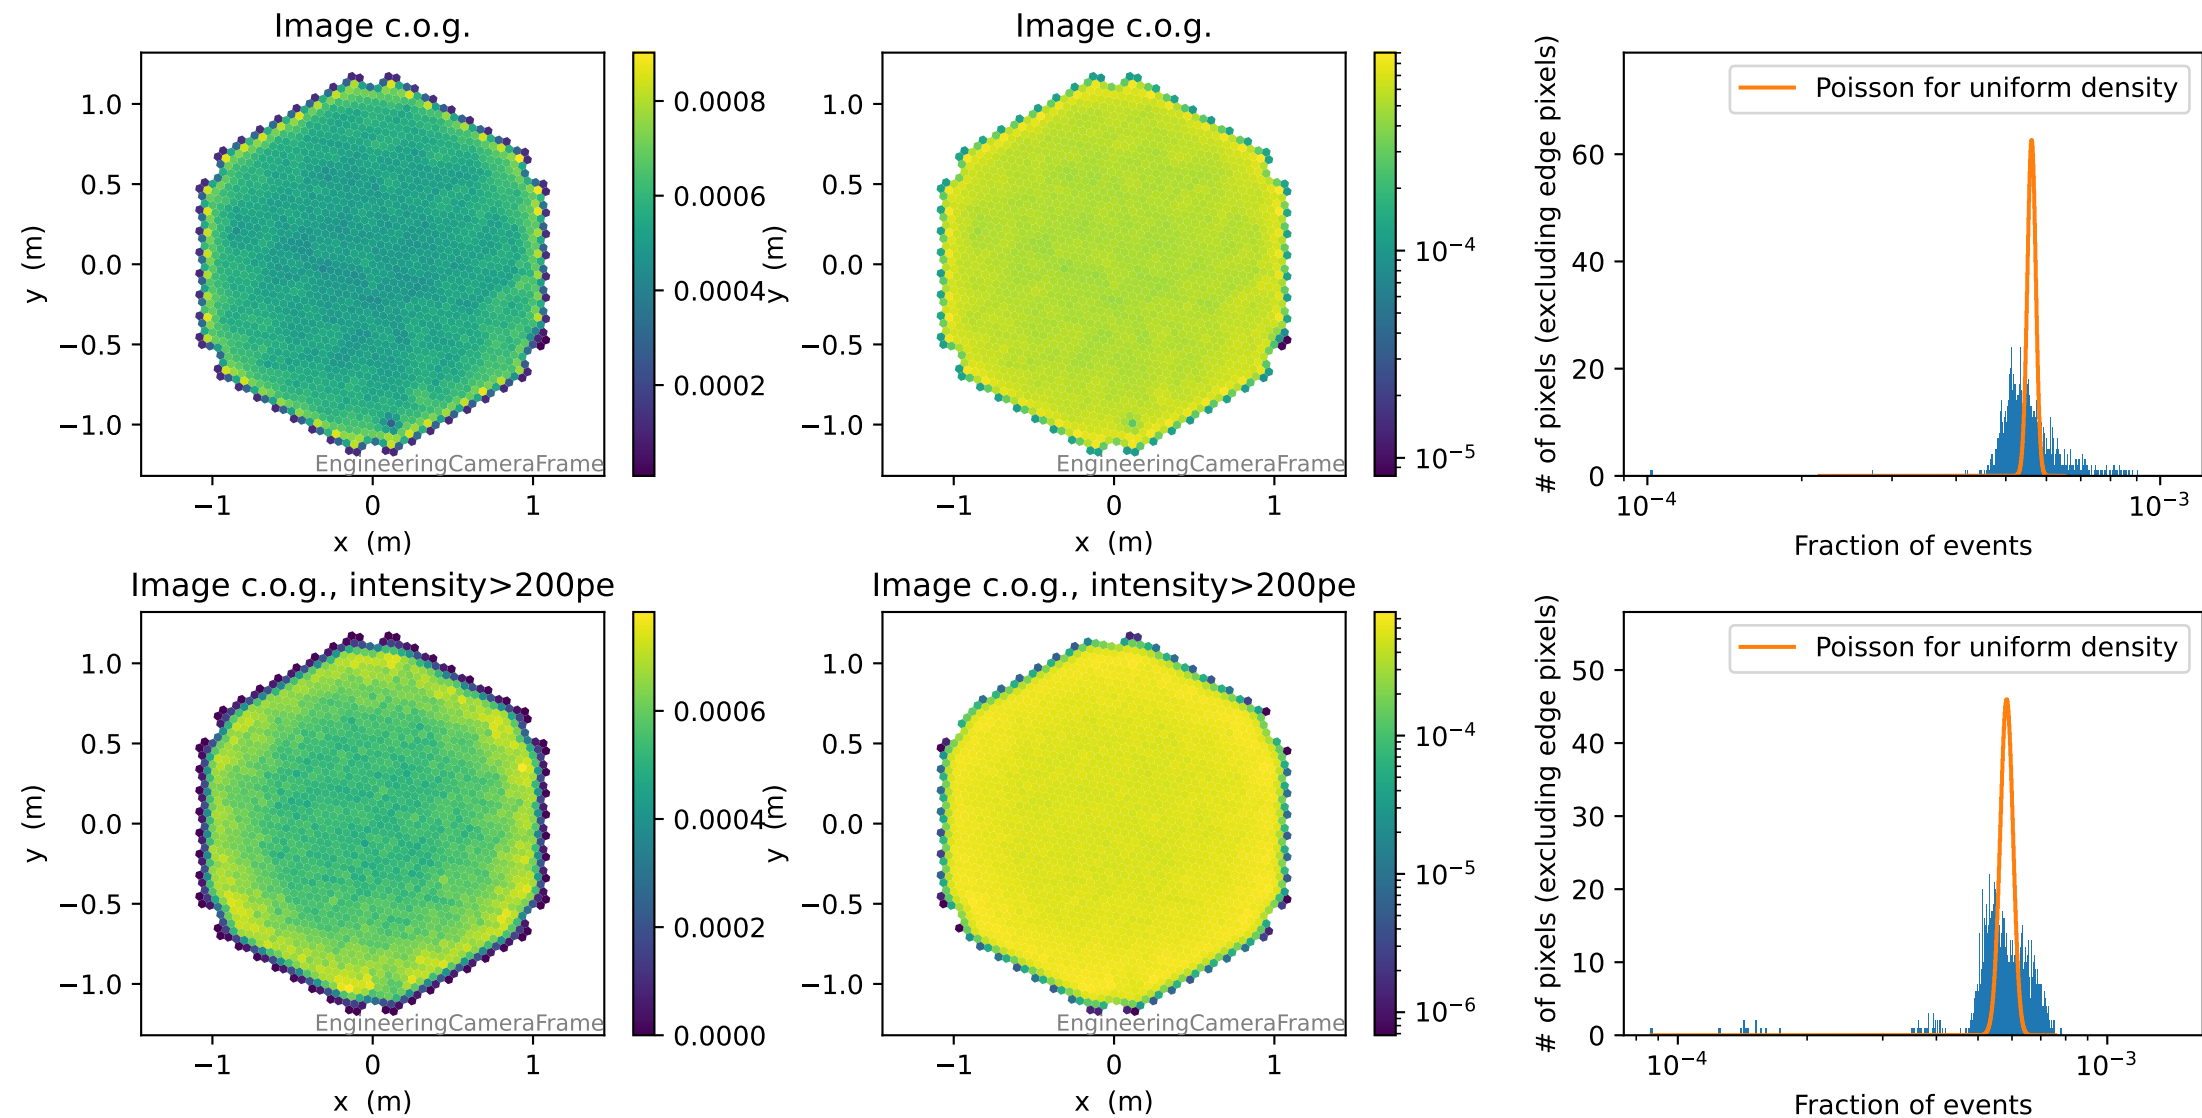 Image c.o.g.
1.0
0.5
0.0
−0.5
−1.0
y (m)
−1
0
1
x (m)
EngineeringCameraFrame
0.0008
0.0006
0.0004
0.0002
Image c.o.g.
y (m)
1.0
0.5
0.0
−0.5
−1.0
−1
0
1
x (m)
EngineeringCameraFrame
10⁻⁴
10⁻⁵
# of pixels (excluding edge pixels)
60
40
20
0
Poisson for uniform density
10⁻⁴
10⁻³
Fraction of events
Image c.o.g., intensity>200pe
1.0
0.5
0.0
−0.5
−1.0
y (m)
−1
0
1
x (m)
EngineeringCameraFrame
0.0006
0.0004
0.0002
0.0000
Image c.o.g., intensity>200pe
y (m)
1.0
0.5
0.0
−0.5
−1.0
−1
0
1
x (m)
EngineeringCameraFrame
10⁻⁴
10⁻⁵
10⁻⁶
# of pixels (excluding edge pixels)
50
40
30
20
10
0
Poisson for uniform density
10⁻⁴
10⁻³
Fraction of events